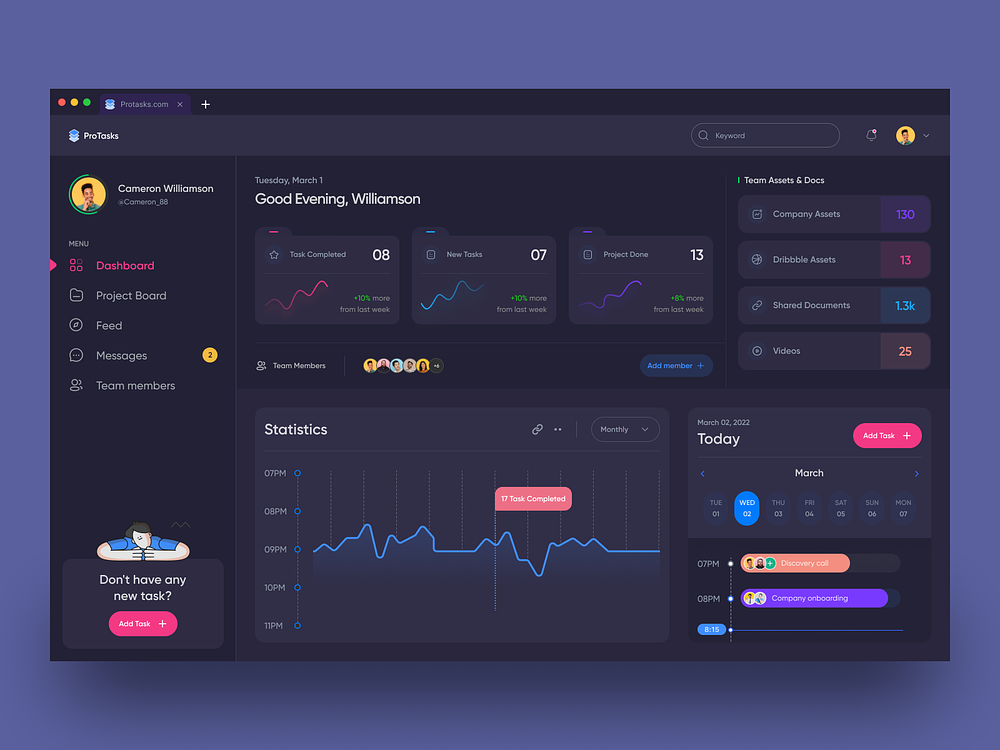 Protasks.com
ProTasks
Keyword
Cameron Williamson
@Cameron_88
MENU
Dashboard
Project Board
Feed
Messages
2
Team members
Don't have any
new task?
Add Task
Tuesday, March 1
Good Evening, Williamson
Task Completed
08
+10% more
from last week
New Tasks
07
+10% more
from last week
Project Done
13
+8% more
from last week
Team Members
+6
Add member
Team Assets & Docs
Company Assets
130
Dribbble Assets
13
Shared Documents
1.3k
Videos
25
Statistics
Monthly
07PM
08PM
09PM
10PM
11PM
17 Task Completed
March 02, 2022
Today
Add Task
March
TUE WED THU FRI SAT SUN MON
01 02 03 04 05 06 07
07PM
Discovery call
08PM
Company onboarding
8:15